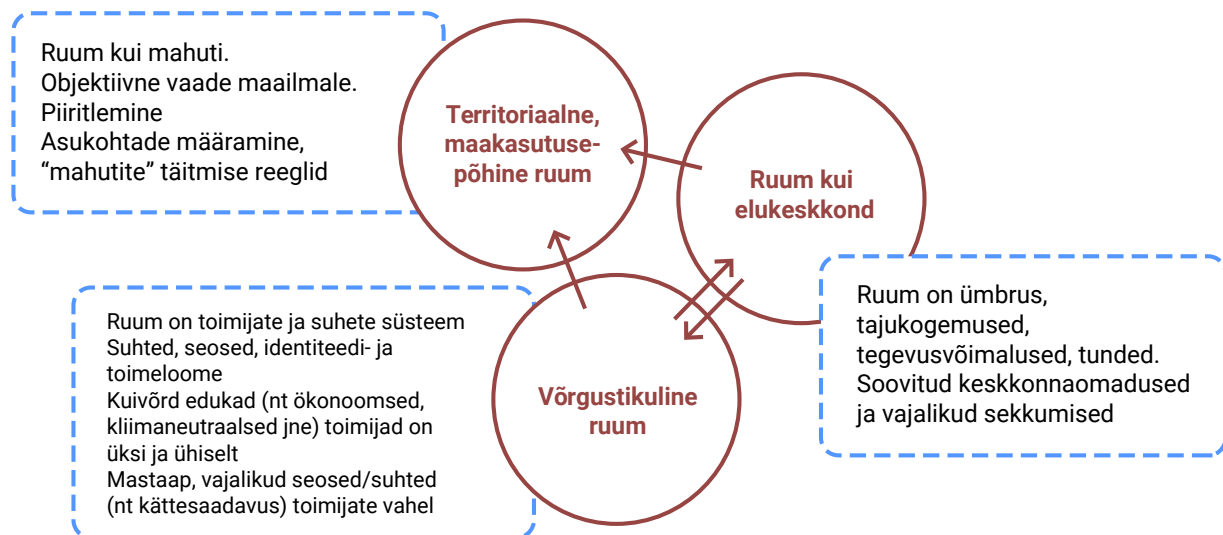 Ruum kui mahuti.
Objektiivne vaade maailmale.
Piiritlemine
Asukohtade määramine,
“mahutite” täitmise reeglid
Territoriaalne,
maakasutuse-
põhine ruum
Ruum kui
elukeskkond
Ruum on ümbrus,
tajukogemused,
tegevusvõimalused, tunded.
Soovitud keskkonnaomadused
ja vajalikud sekkumised
Ruum on toimijate ja suhete süsteem
Suhted, seosed, identiteedi- ja
toimeloome
Kuivõrd edukad (nt ökonoomsed,
kliimaneutraalsed jne) toimijad on
üksi ja ühiselt
Mastaap, vajalikud seosed/suhted
(nt kättesaadavus) toimijate vahel
Võrgustikuline
ruum